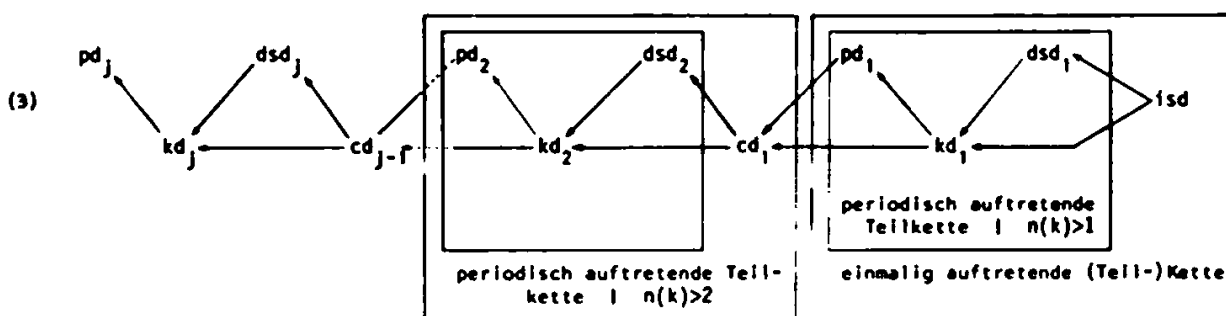 pd_j dsd_j pd_2 dsd_2 pd_1 dsd_1
(3) isd
kd_j cd_{j-1} kd_2 cd_1 kd_1
periodisch auftretende
Teilkette | n(k)>1
periodisch auftretende Teil-
kette | n(k)>2
einmalig auftretende (Teil-)Kette